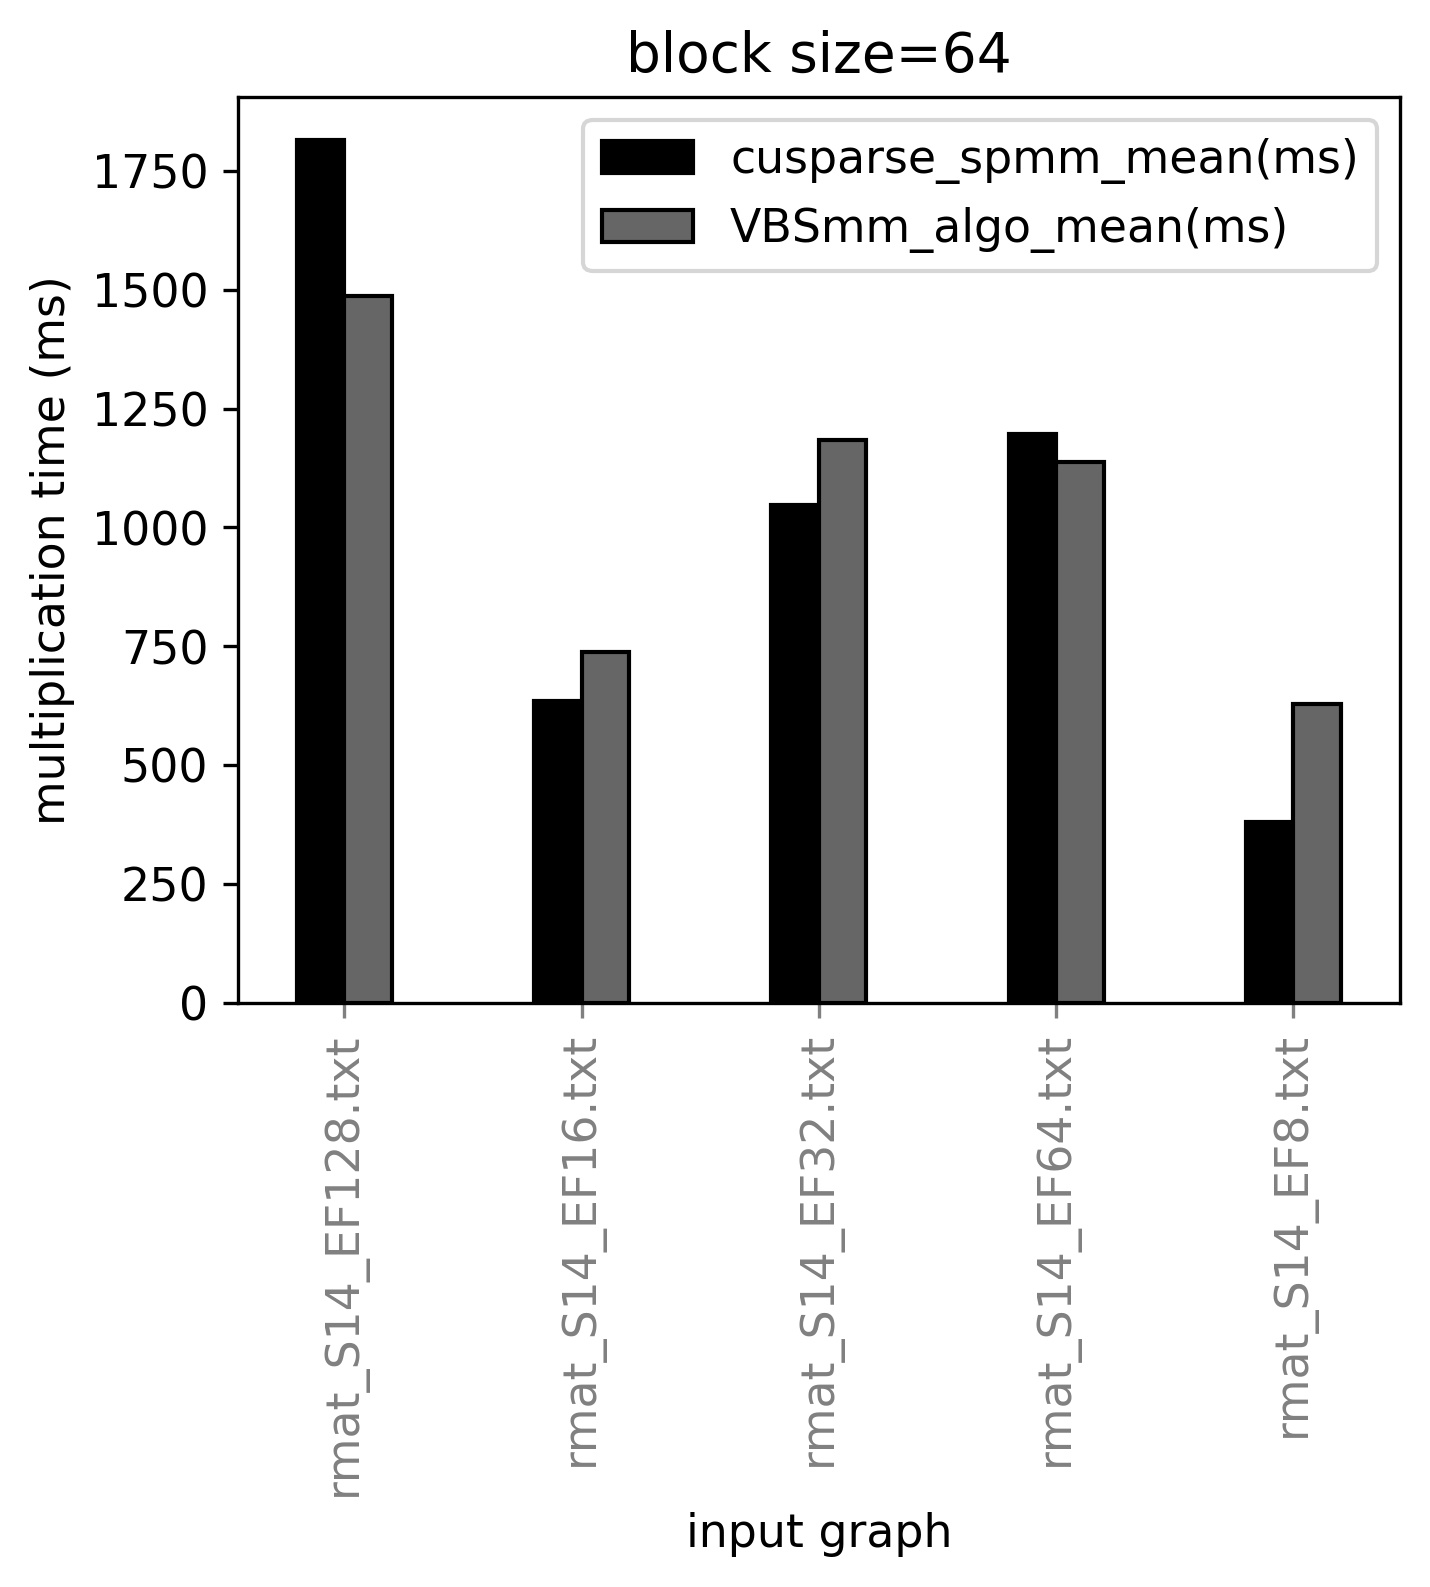 block size=64
cusparse_spmm_mean(ms)
VBSmm_algo_mean(ms)
multiplication time (ms)
1750
1500
1250
1000
750
500
250
0
rmat_S14_EF128.txt
rmat_S14_EF16.txt
rmat_S14_EF32.txt
rmat_S14_EF64.txt
rmat_S14_EF8.txt
input graph